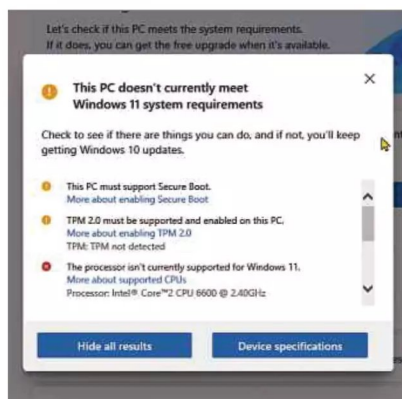 Let's check if this PC meets the system requirements.
If it does, you can get the free upgrade when it's available.
This PC doesn't currently meet
Windows 11 system requirements
Check to see if there are things you can do, and if not, you'll keep
getting Windows 10 updates.
This PC must support Secure Boot.
More about enabling Secure Boot
TPM 2.0 must be supported and enabled on this PC.
More about enabling TPM 2.0
TPM: TPM not detected
The processor isn't currently supported for Windows 11.
More about supported CPUs
Processor: Intel® Core™2 CPU 6600 @ 2.40GHz
Hide all results
Device specifications